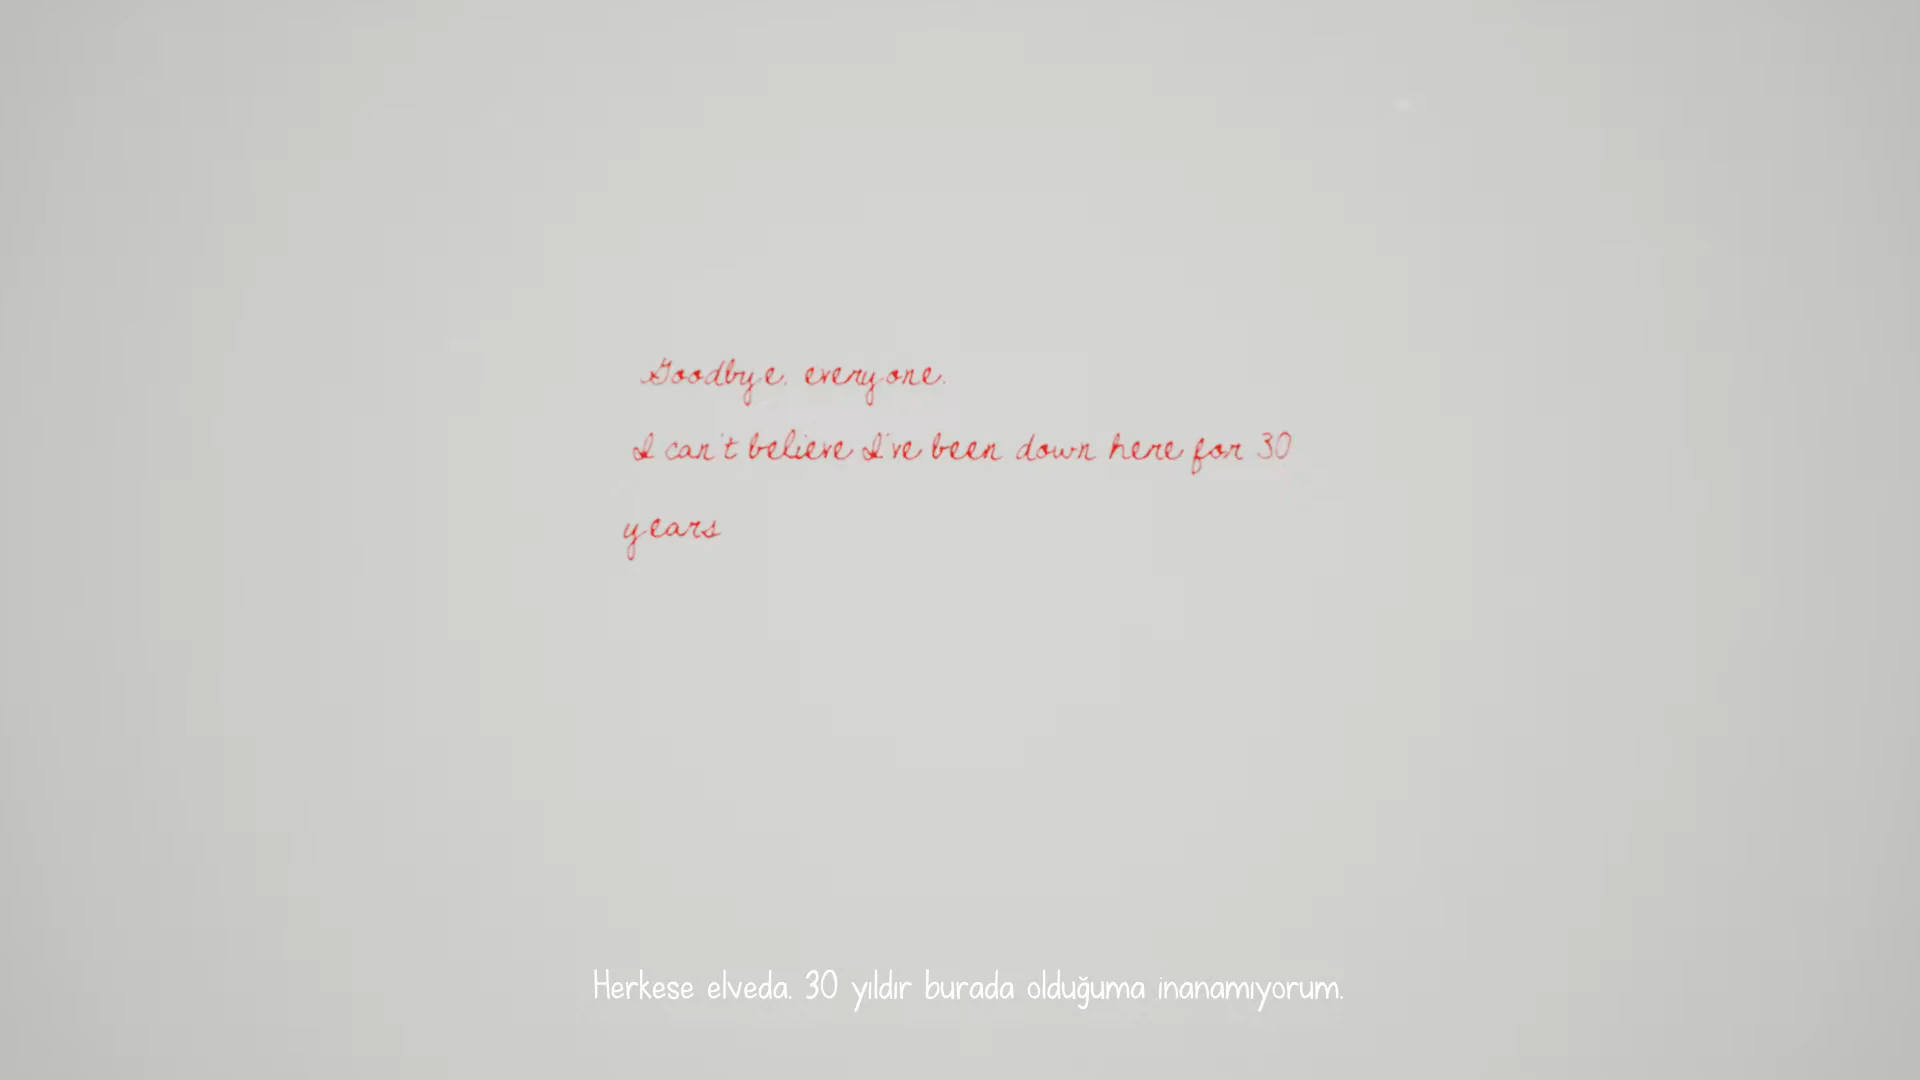 Goodbye, everyone.
I can't believe I've been down here for 30
years
Herkese elveda. 30 yıldır burada olduğuma inanamıyorum.